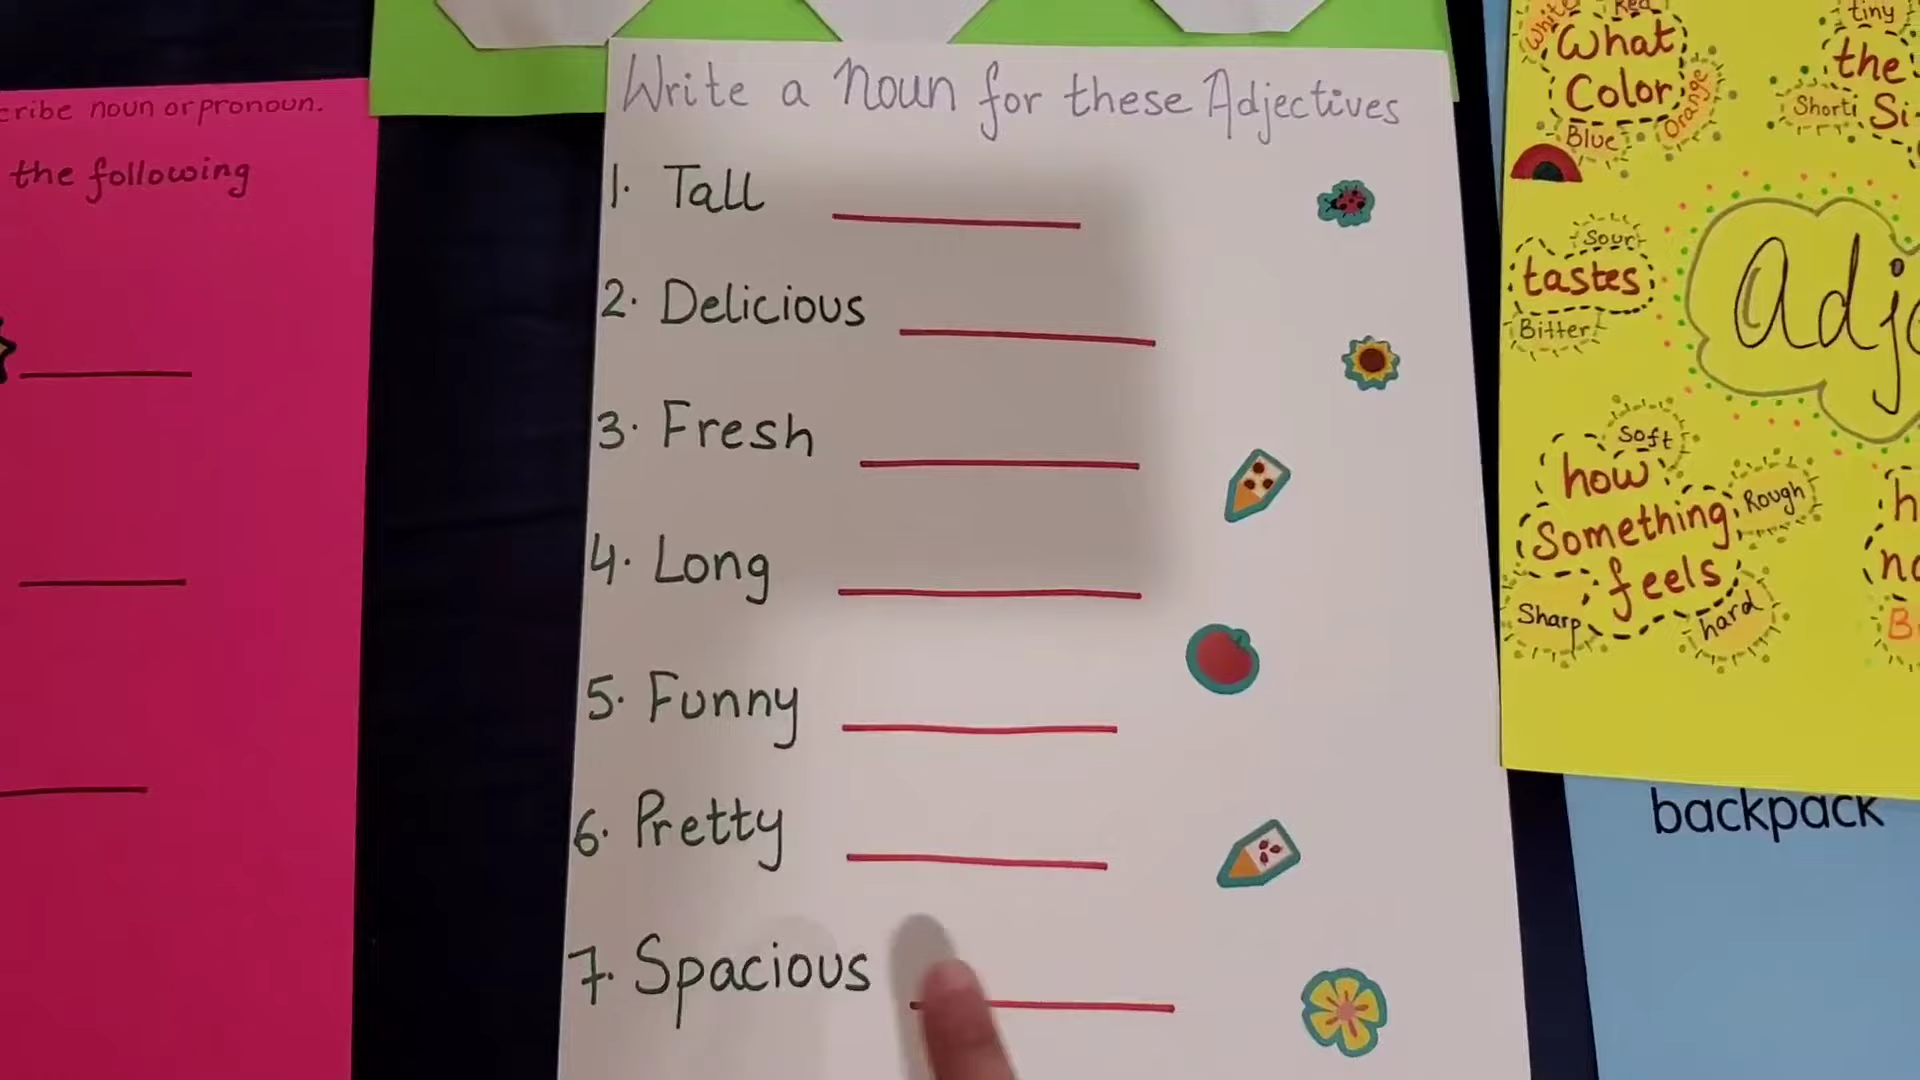 cribe noun or pronoun.
the following
Write a Noun for these Adjectives
1. Tall
2. Delicious
3. Fresh
4. Long
5. Funny
6. Pretty
7. Spacious
White
Red
What
Color
Orange
Blue
tiny
the
Shorti
Si
Sour
tastes
Bitter
Adj
Soft
how
Something
feels
Rough
Sharp
hard
h
B
backpack